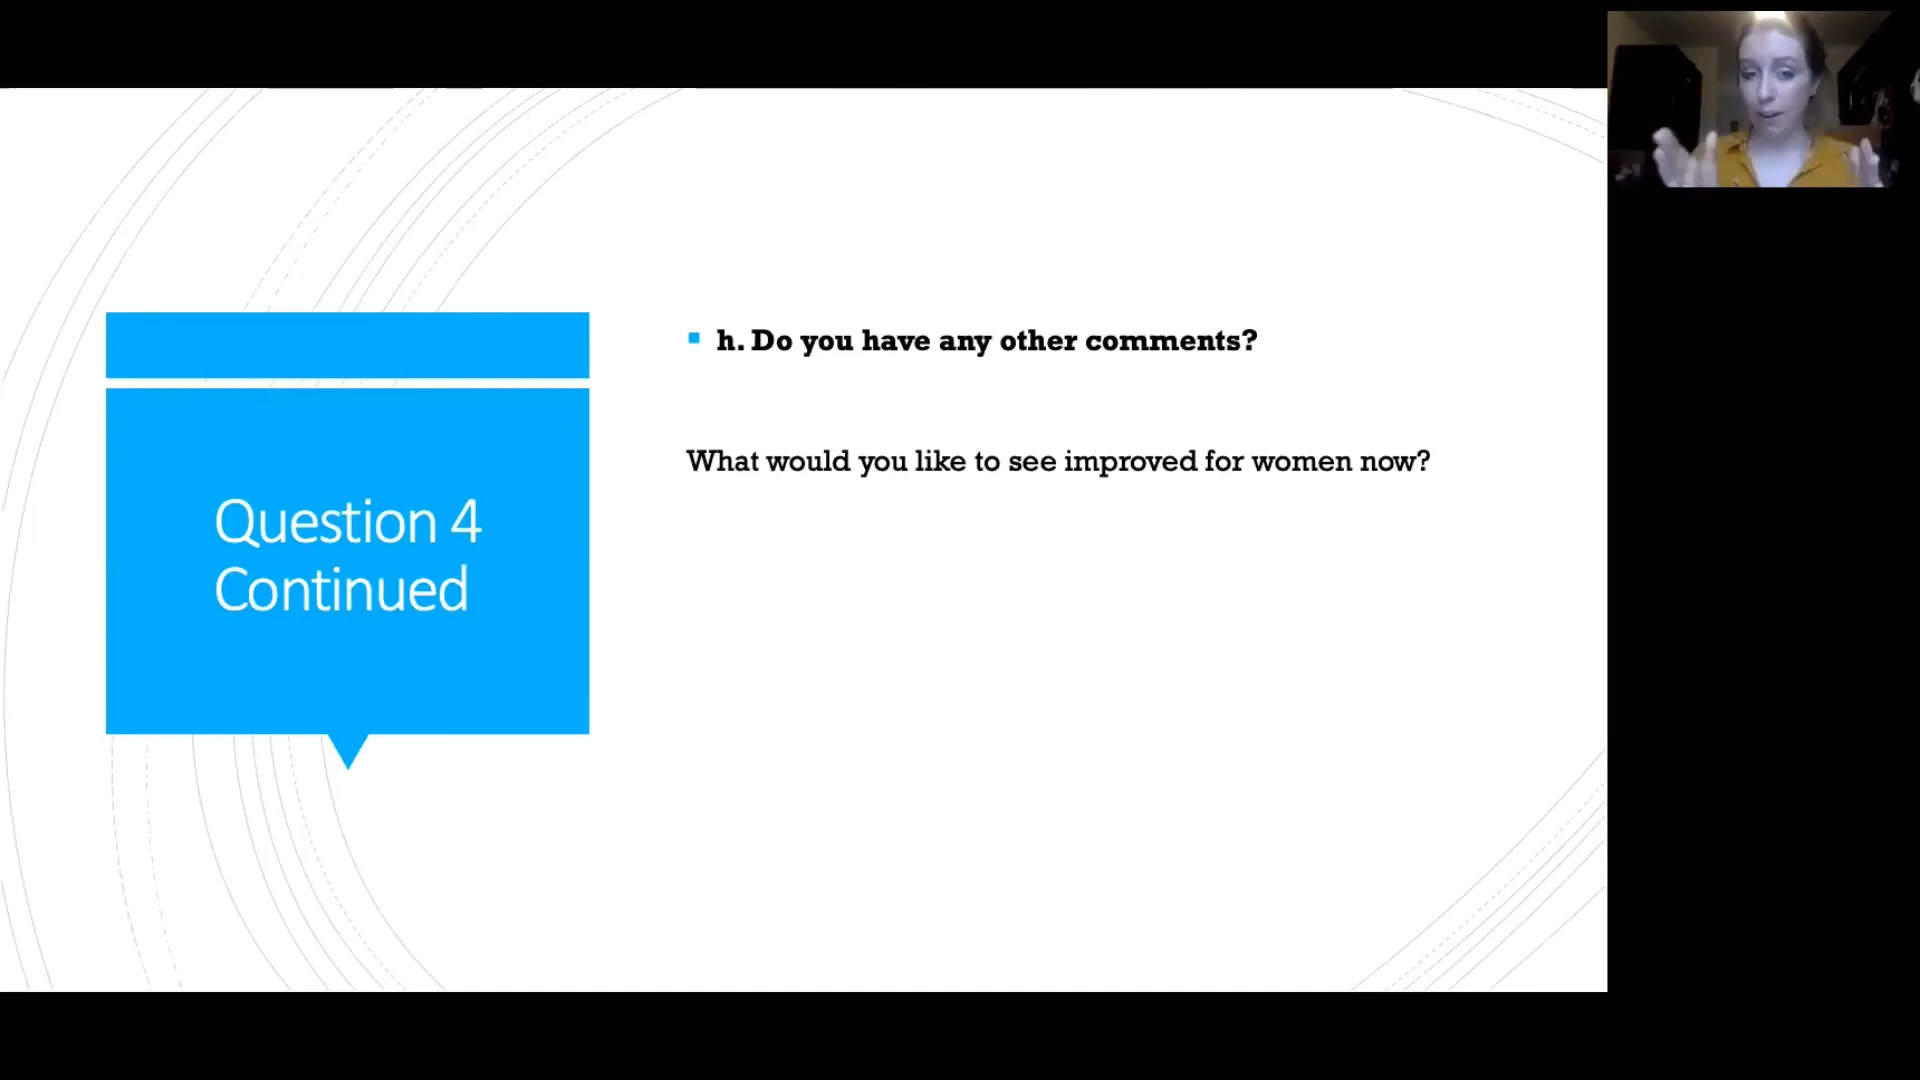 Question 4
Continued
h. Do you have any other comments?
What would you like to see improved for women now?